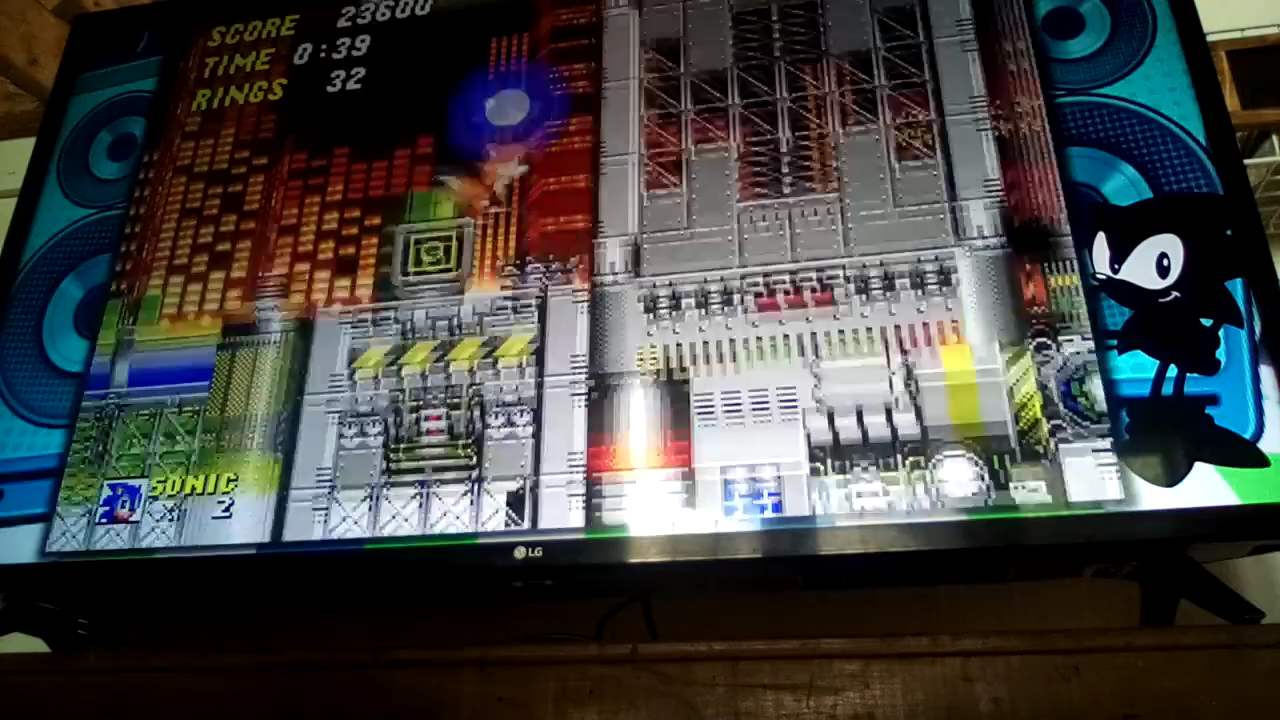 SCORE 23600
TIME 0:39
RINGS 32
S
SONIC
x 2
LG